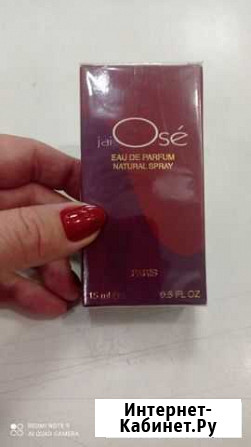 j'ai Osé
EAU DE PARFUM
NATURAL SPRAY
PARIS
15 ml
0.5 FL OZ
REDMI NOTE 9
AI QUAD CAMERA
Интернет-
Кабинет.Ру